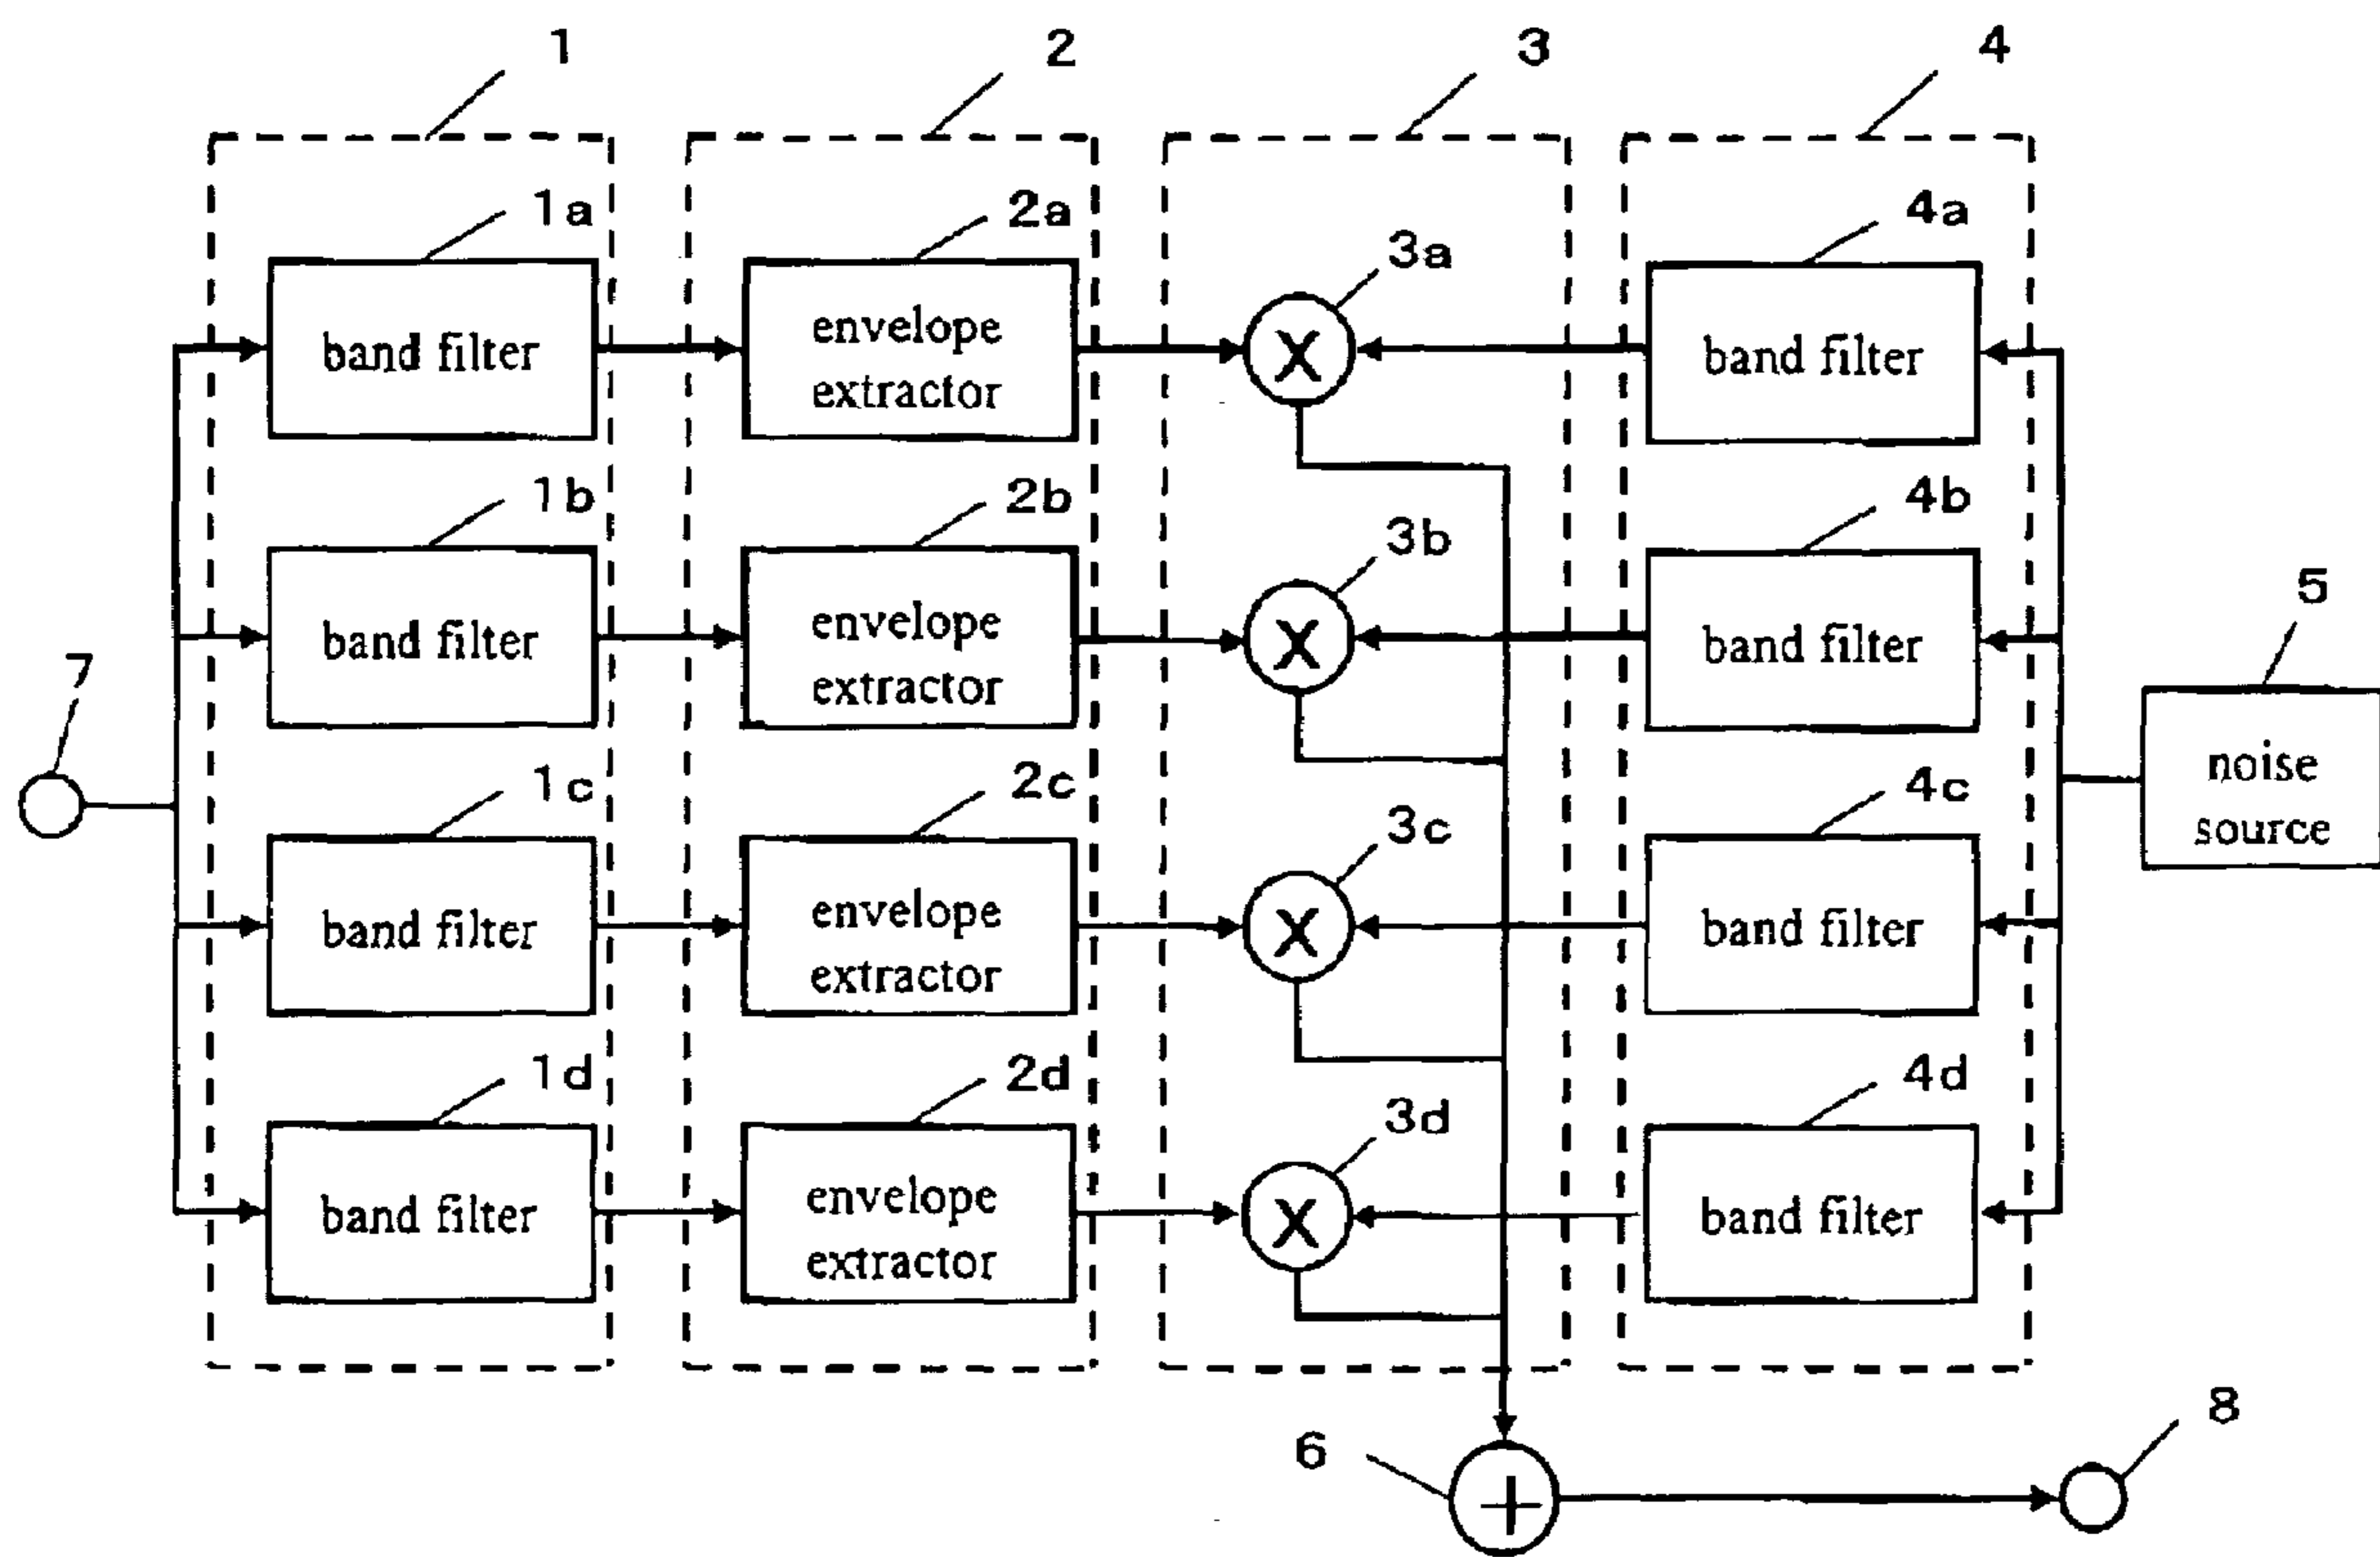 1 2 3 4
1a 2a 3a 4a
band filter
envelope
extractor
X
band filter
1b 2b 3b 4b
band filter
envelope
extractor
X
band filter
5
noise
source
7
1c 2c 3c 4c
band filter
envelope
extractor
X
band filter
1d 2d 3d 4d
band filter
envelope
extractor
X
band filter
6
+
8